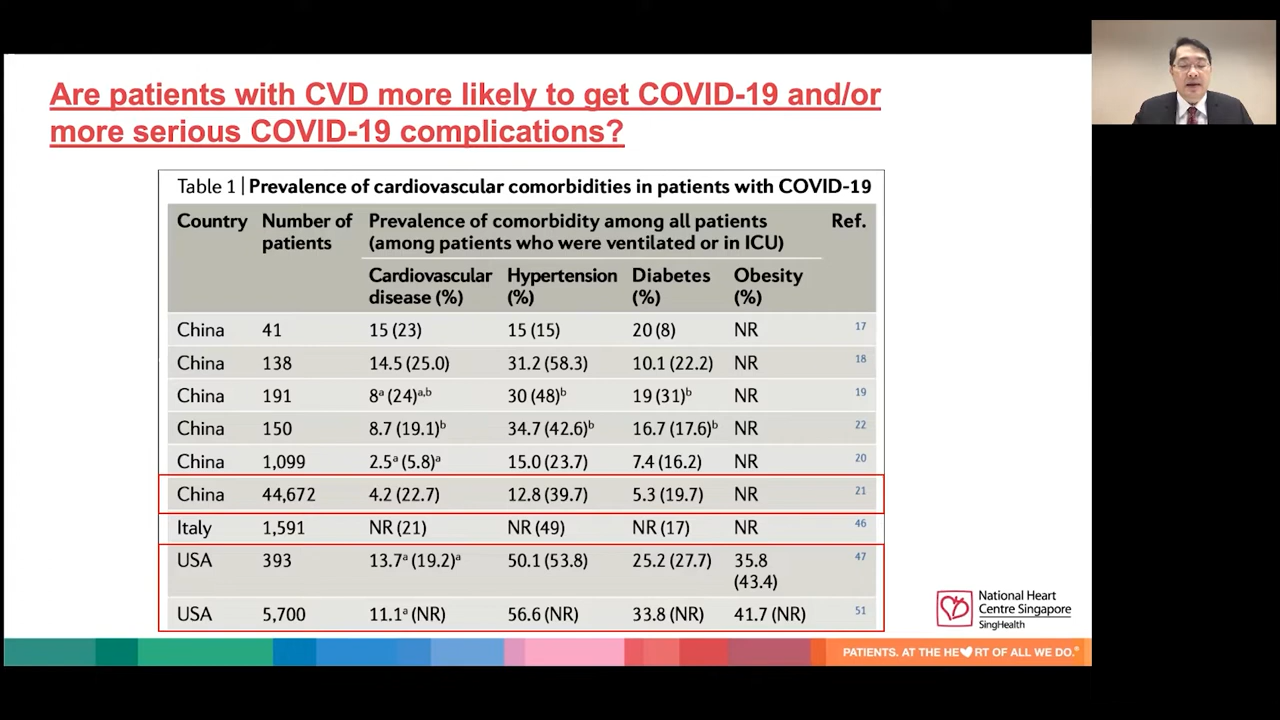 Are patients with CVD more likely to get COVID-19 and/or
more serious COVID-19 complications?
Table 1 | Prevalence of cardiovascular comorbidities in patients with COVID-19
Country Number of patients Prevalence of comorbidity among all patients (among patients who were ventilated or in ICU) Ref.
Cardiovascular disease (%) Hypertension (%) Diabetes (%) Obesity (%)
China 41 15 (23) 15 (15) 20 (8) NR 17
China 138 14.5 (25.0) 31.2 (58.3) 10.1 (22.2) NR 18
China 191 8ᵃ (24)ᵃ,ᵇ 30 (48)ᵇ 19 (31)ᵇ NR 19
China 150 8.7 (19.1)ᵇ 34.7 (42.6)ᵇ 16.7 (17.6)ᵇ NR 22
China 1,099 2.5ᵃ (5.8)ᵃ 15.0 (23.7) 7.4 (16.2) NR 20
China 44,672 4.2 (22.7) 12.8 (39.7) 5.3 (19.7) NR 21
Italy 1,591 NR (21) NR (49) NR (17) NR 46
USA 393 13.7ᵃ (19.2)ᵃ 50.1 (53.8) 25.2 (27.7) 35.8 (43.4) 47
USA 5,700 11.1ᵃ (NR) 56.6 (NR) 33.8 (NR) 41.7 (NR) 51
National Heart
Centre Singapore
SingHealth
PATIENTS. AT THE HE♥RT OF ALL WE DO.®